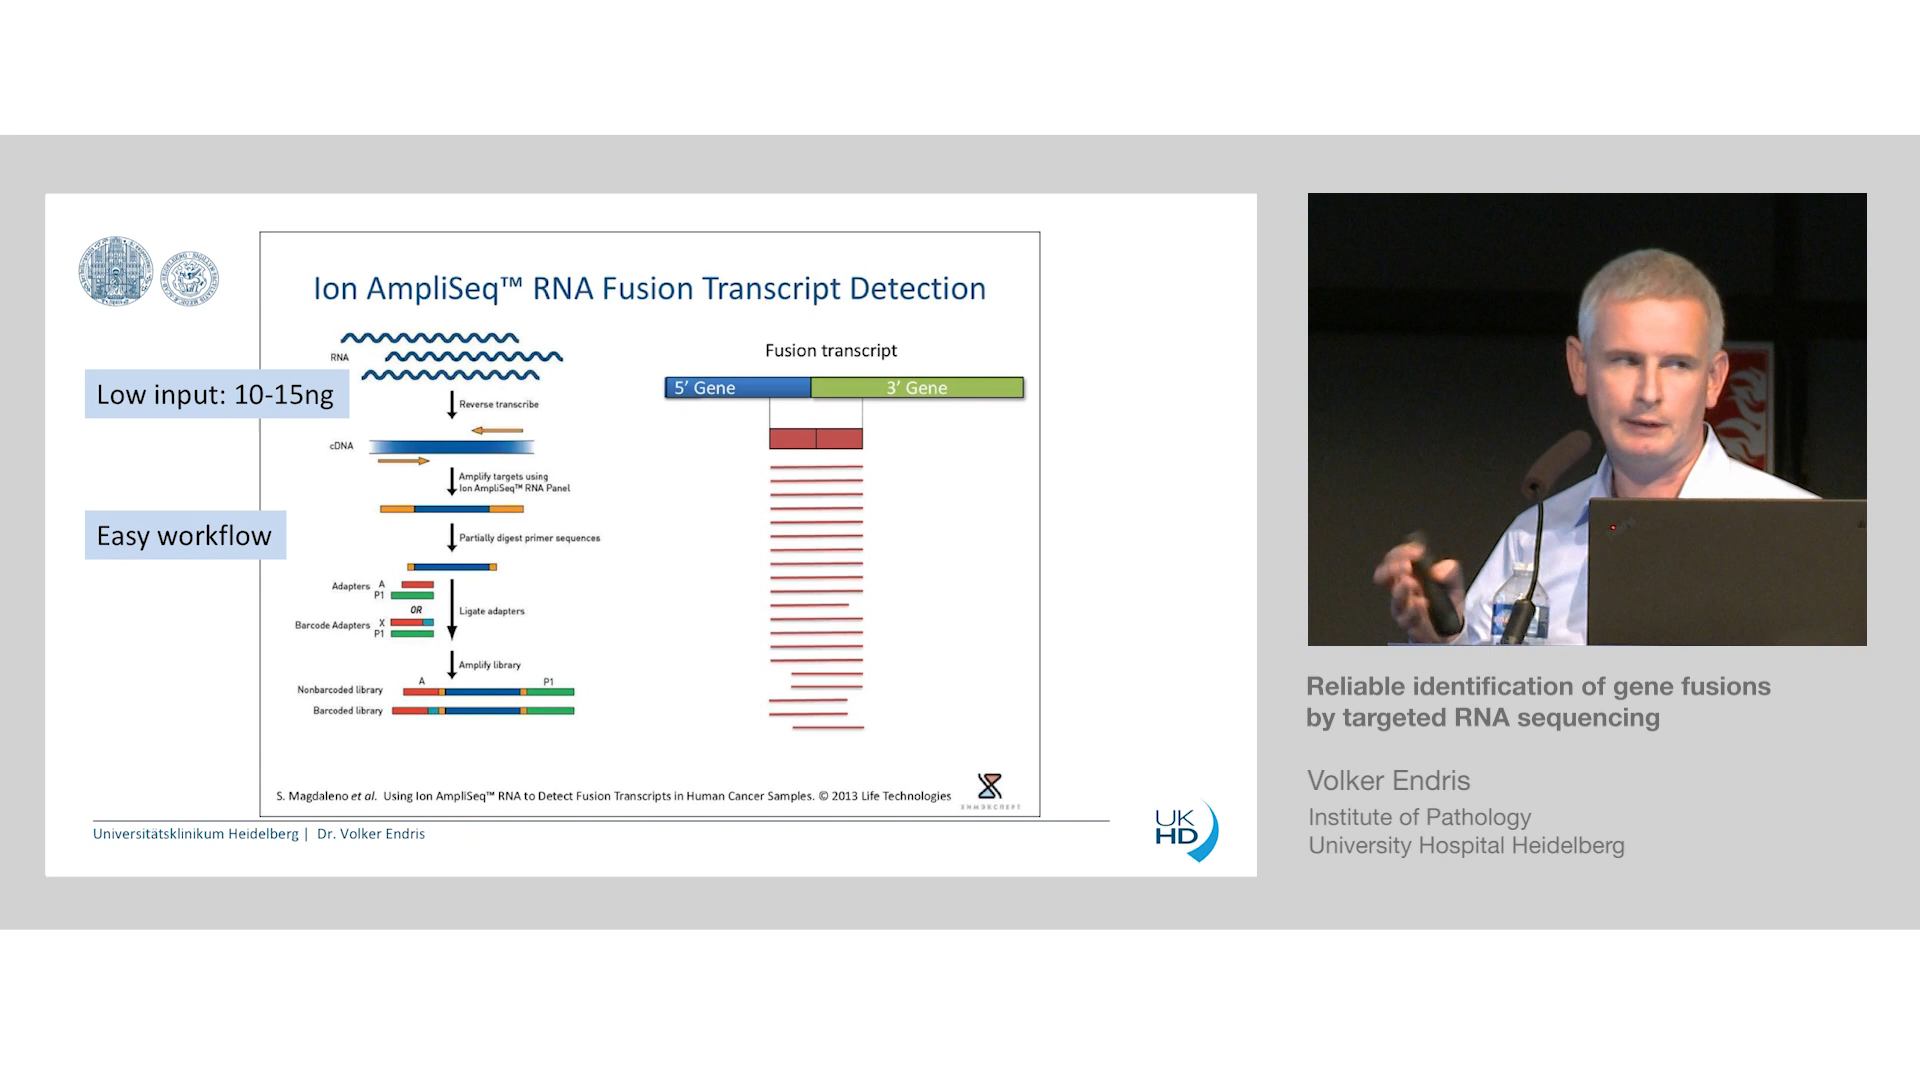 Ion AmpliSeq™ RNA Fusion Transcript Detection
RNA
Low input: 10-15ng
Reverse transcribe
cDNA
Amplify targets using
Ion AmpliSeq™ RNA Panel
Easy workflow
Partially digest primer sequences
Adapters A
P1
OR
Barcode Adapters X
P1
Ligate adapters
Amplify library
A P1
Nonbarcoded library
Barcoded library
Fusion transcript
5’ Gene 3’ Gene
S. Magdaleno et al. Using Ion AmpliSeq™ RNA to Detect Fusion Transcripts in Human Cancer Samples. © 2013 Life Technologies
Universitätsklinikum Heidelberg | Dr. Volker Endris
UK
HD
Reliable identification of gene fusions
by targeted RNA sequencing
Volker Endris
Institute of Pathology
University Hospital Heidelberg